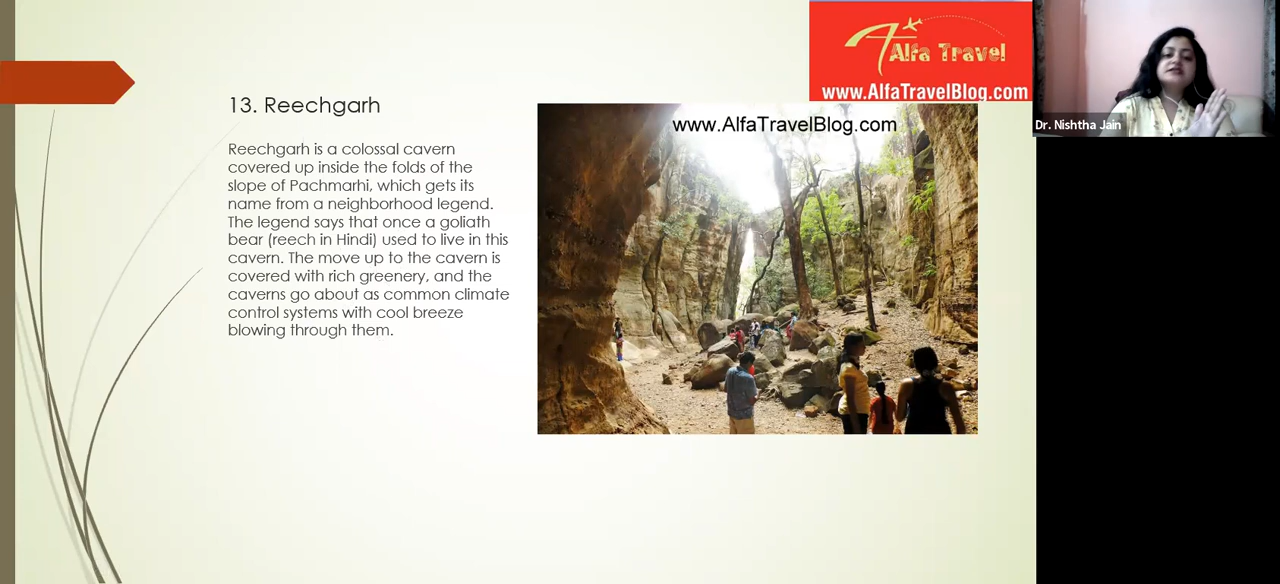 13. Reechgarh
Reechgarh is a colossal cavern
covered up inside the folds of the
slope of Pachmarhi, which gets its
name from a neighborhood legend.
The legend says that once a goliath
bear (reech in Hindi) used to live in this
cavern. The move up to the cavern is
covered with rich greenery, and the
caverns go about as common climate
control systems with cool breeze
blowing through them.
www.AlfaTravelBlog.com
Alfa Travel
www.AlfaTravelBlog.com
Dr. Nishtha Jain